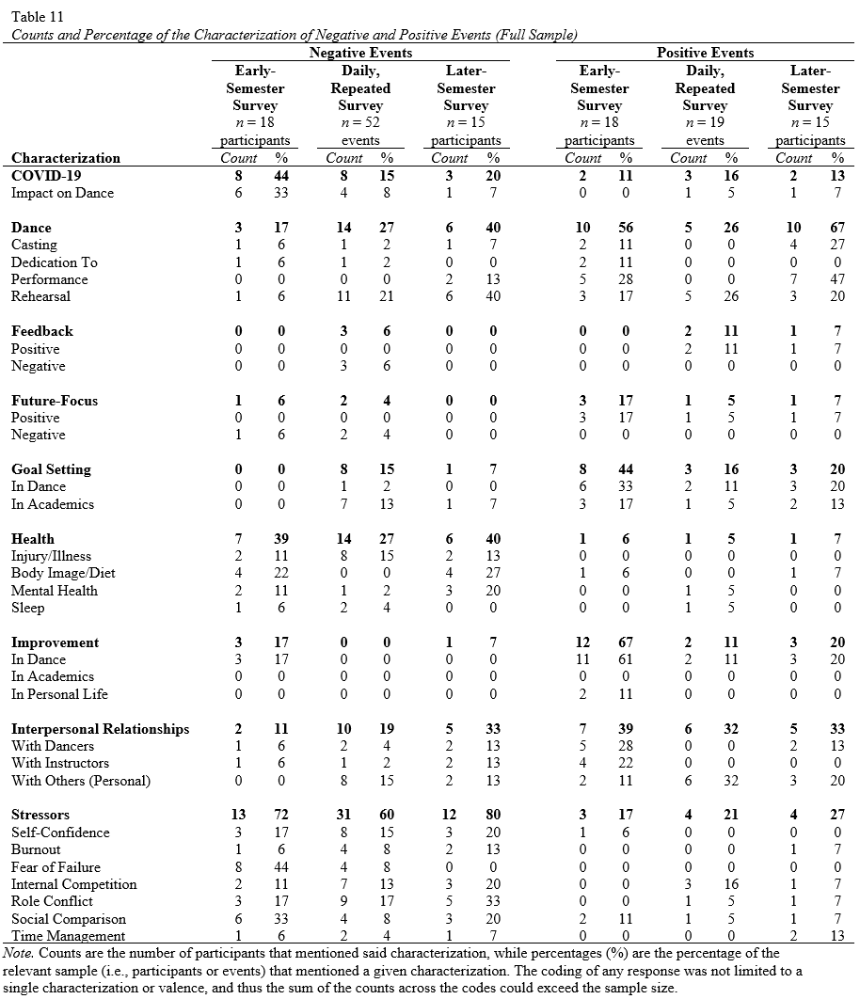 Table 11
Counts and Percentage of the Characterization of Negative and Positive Events (Full Sample)
Negative Events Positive Events
Early- Daily, Later- Early- Daily, Later-
Semester Repeated Semester Semester Repeated Semester
Survey Survey Survey Survey Survey Survey
n = 18 n = 52 n = 15 n = 18 n = 19 n = 15
participants events participants participants events participants
Characterization Count % Count % Count % Count % Count % Count %
COVID-19 8 44 8 15 3 20 2 11 3 16 2 13
Impact on Dance 6 33 4 8 1 7 0 0 1 5 1 7
Dance 3 17 14 27 6 40 10 56 5 26 10 67
Casting 1 6 1 2 1 7 2 11 0 0 4 27
Dedication To 1 6 1 2 0 0 2 11 0 0 0 0
Performance 0 0 0 0 2 13 5 28 0 0 7 47
Rehearsal 1 6 11 21 6 40 3 17 5 26 3 20
Feedback 0 0 3 6 0 0 0 0 2 11 1 7
Positive 0 0 0 0 0 0 0 0 2 11 1 7
Negative 0 0 3 6 0 0 0 0 0 0 0 0
Future-Focus 1 6 2 4 0 0 3 17 1 5 1 7
Positive 0 0 0 0 0 0 3 17 1 5 1 7
Negative 1 6 2 4 0 0 0 0 0 0 0 0
Goal Setting 0 0 8 15 1 7 8 44 3 16 3 20
In Dance 0 0 1 2 0 0 6 33 2 11 3 20
In Academics 0 0 7 13 1 7 3 17 1 5 2 13
Health 7 39 14 27 6 40 1 6 1 5 1 7
Injury/Illness 2 11 8 15 2 13 0 0 0 0 0 0
Body Image/Diet 4 22 0 0 4 27 1 6 0 0 1 7
Mental Health 2 11 1 2 3 20 0 0 1 5 0 0
Sleep 1 6 2 4 0 0 0 0 1 5 0 0
Improvement 3 17 0 0 1 7 12 67 2 11 3 20
In Dance 3 17 0 0 0 0 11 61 2 11 3 20
In Academics 0 0 0 0 0 0 0 0 0 0 0 0
In Personal Life 0 0 0 0 0 0 2 11 0 0 0 0
Interpersonal Relationships 2 11 10 19 5 33 7 39 6 32 5 33
With Dancers 1 6 2 4 2 13 5 28 0 0 2 13
With Instructors 1 6 1 2 2 13 4 22 0 0 0 0
With Others (Personal) 0 0 8 15 2 13 2 11 6 32 3 20
Stressors 13 72 31 60 12 80 3 17 4 21 4 27
Self-Confidence 3 17 8 15 3 20 1 6 0 0 0 0
Burnout 1 6 4 8 2 13 0 0 0 0 1 7
Fear of Failure 8 44 4 8 0 0 0 0 0 0 0 0
Internal Competition 2 11 7 13 3 20 0 0 3 16 1 7
Role Conflict 3 17 9 17 5 33 0 0 1 5 1 7
Social Comparison 6 33 4 8 3 20 2 11 1 5 1 7
Time Management 1 6 2 4 1 7 0 0 0 0 2 13
Note. Counts are the number of participants that mentioned said characterization, while percentages (%) are the percentage of the
relevant sample (i.e., participants or events) that mentioned a given characterization. The coding of any response was not limited to a
single characterization or valence, and thus the sum of the counts across the codes could exceed the sample size.